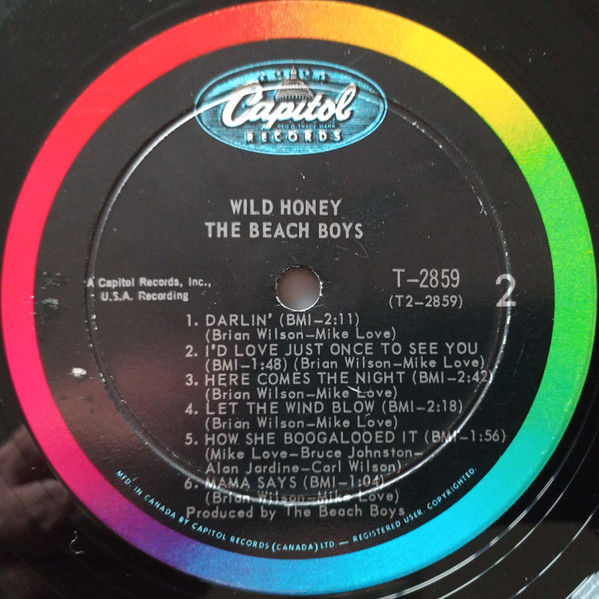 Capitol
REG.D. TRADE MARK
RECORDS
WILD HONEY
THE BEACH BOYS
A Capitol Records, Inc.,
U.S.A. Recording
T-2859
(T2-2859)
2
1. DARLIN' (BMI-2:11)
(Brian Wilson-Mike Love)
2. I'D LOVE JUST ONCE TO SEE YOU
(BMI-1:48) (Brian Wilson-Mike Love)
3. HERE COMES THE NIGHT (BMI-2:42)
(Brian Wilson-Mike Love)
4. LET THE WIND BLOW (BMI-2:18)
(Brian Wilson-Mike Love)
5. HOW SHE BOOGALOOED IT (BMI-1:56)
(Mike Love-Bruce Johnston-
Alan Jardine-Carl Wilson)
6. MAMA SAYS (BMI-1:04)
(Brian Wilson-Mike Love)
Produced by The Beach Boys
MFD. IN CANADA BY CAPITOL RECORDS (CANADA) LTD. — REGISTERED USER. COPYRIGHTED.